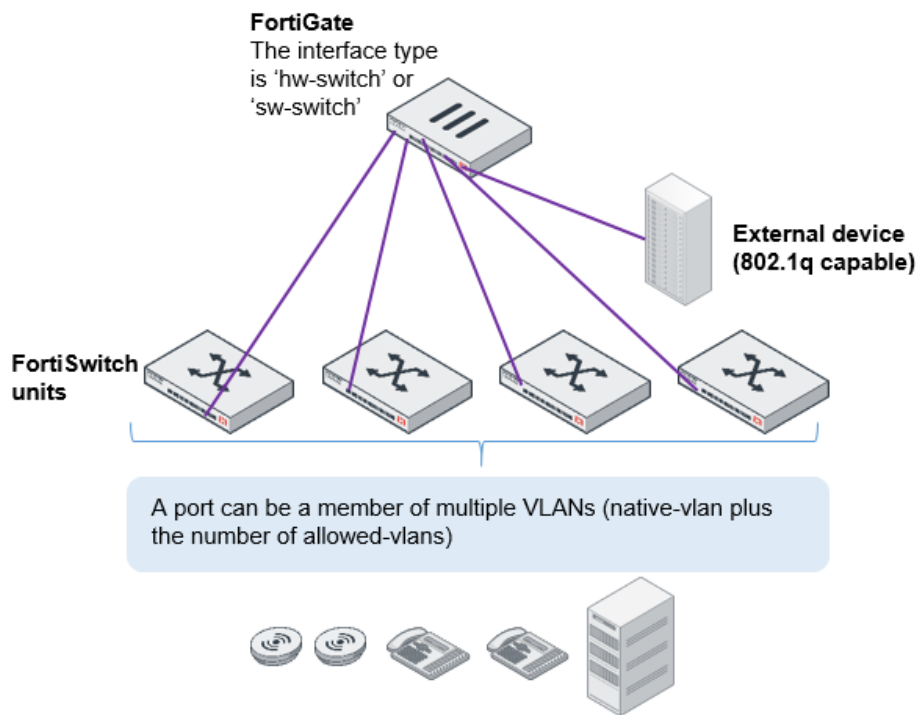 FortiGate
The interface type
is ‘hw-switch’ or
‘sw-switch’
External device
(802.1q capable)
FortiSwitch
units
A port can be a member of multiple VLANs (native-vlan plus
the number of allowed-vlans)